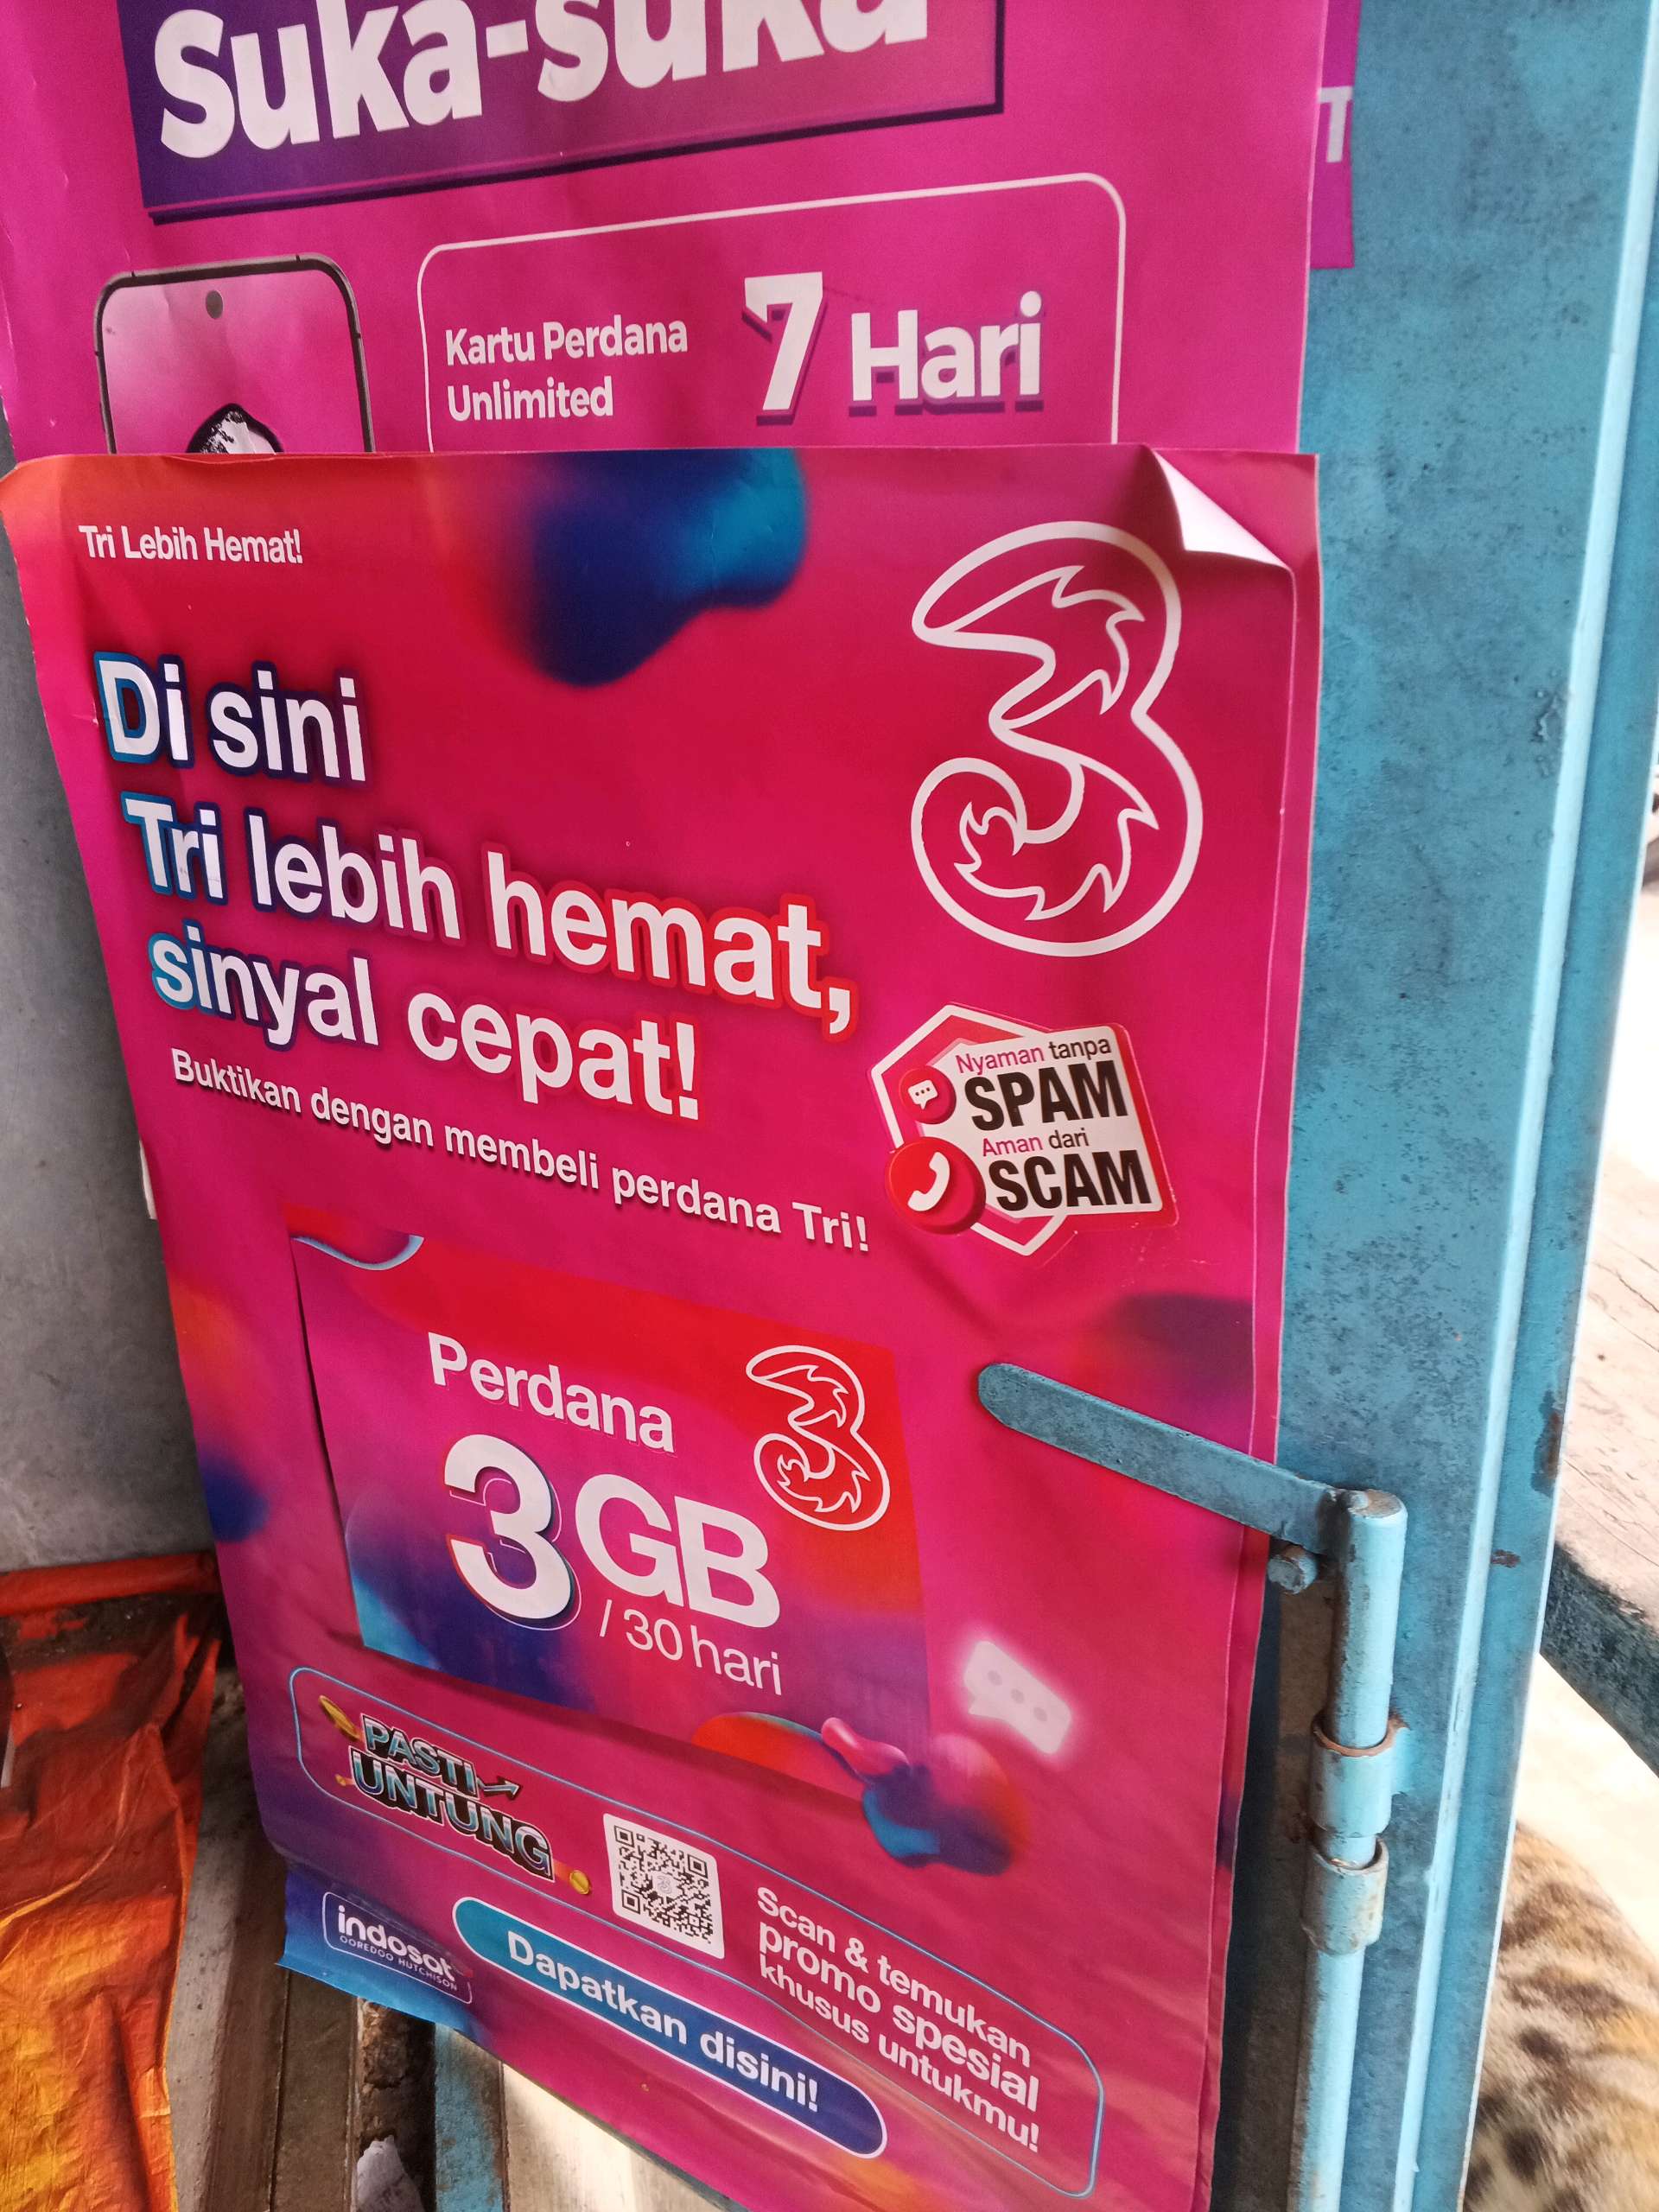 Suka-suka
T
Kartu Perdana
Unlimited
7 Hari
Tri Lebih Hemat!
3
Di sini
Tri lebih hemat,
sinyal cepat!
Buktikan dengan membeli perdana Tri!
Nyaman tanpa
SPAM
Aman dari
SCAM
Perdana
3
3GB
/ 30 hari
PASTI
UNTUNG
Scan & temukan
promo spesial
khusus untukmu!
indosat
OOREDOO HUTCHISON
Dapatkan disini!